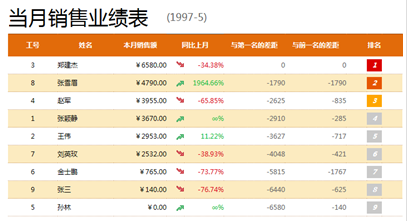 当月销售业绩表 (1997-5)
工号 姓名 本月销售额 同比上月 与第一名的差距 与前一名的差距 排名
3 郑建杰 ￥6580.00 -34.38% 0 0 1
8 张雪眉 ￥4790.00 1964.66% -1790 -1790 2
4 赵军 ￥3955.00 -65.85% -2625 -835 3
1 张颖静 ￥3670.00 ∞% -2910 -285 4
2 王伟 ￥2953.00 11.22% -3627 -717 5
7 刘英玫 ￥2532.00 -38.93% -4048 -421 6
6 金士鹏 ￥765.00 -73.77% -5815 -1767 7
9 张三 ￥140.00 -76.74% -6440 -625 8
5 孙林 ￥0.00 ∞% -6580 -140 9